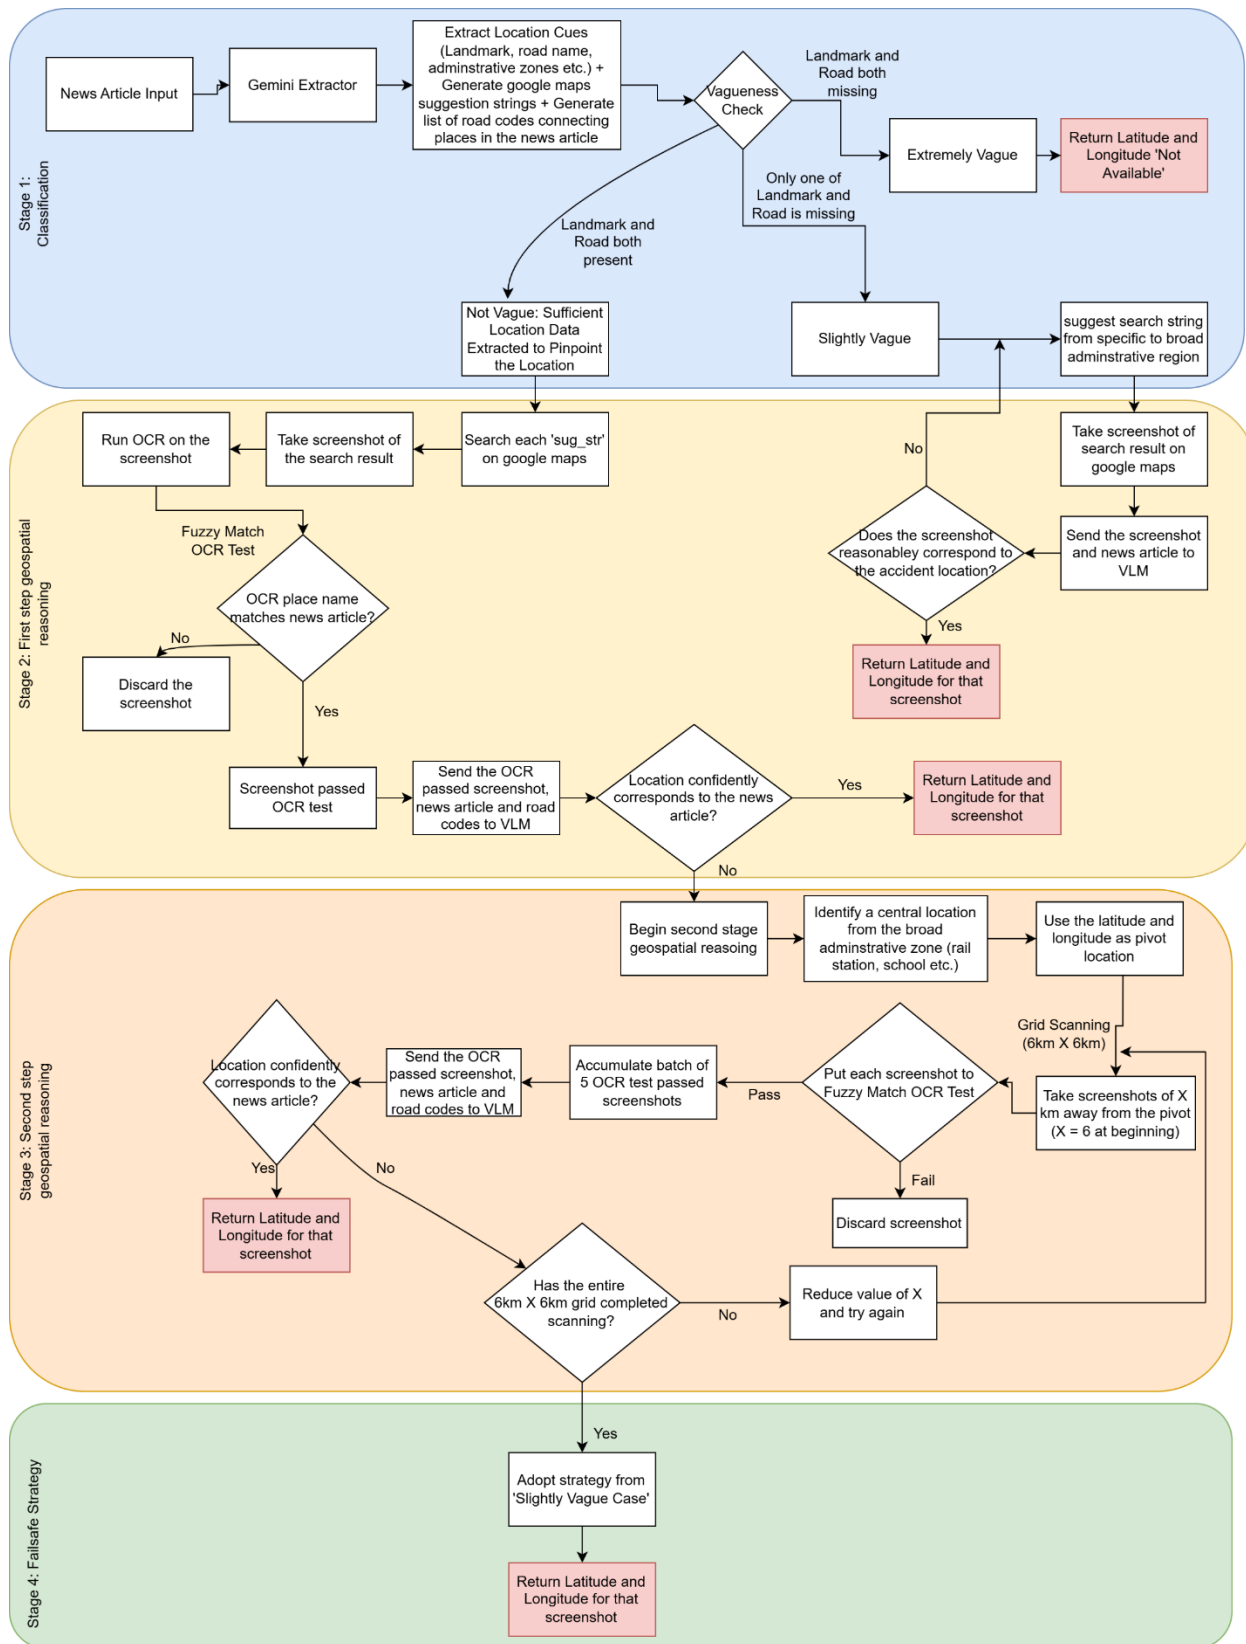 Stage 1:
Classification
News Article Input
Gemini Extractor
Extract Location Cues
(Landmark, road name,
adminstrative zones etc.) +
Generate google maps
suggestion strings + Generate
list of road codes connecting
places in the news article
Vagueness
Check
Landmark and
Road both
missing
Extremely Vague
Return Latitude and
Longitude 'Not
Available'
Only one of
Landmark and
Road is missing
Landmark and
Road both
present
Not Vague: Sufficient
Location Data
Extracted to Pinpoint
the Location
Slightly Vague
suggest search string
from specific to broad
adminstrative region
Stage 2: First step geospatial
reasoning
Run OCR on the
screenshot
Take screenshot of
the search result
Search each 'sug_str'
on google maps
No
Take screenshot of
search result on
google maps
Fuzzy Match
OCR Test
Does the screenshot
reasonabley correspond to
the accident location?
Send the screenshot
and news article to
VLM
OCR place name
matches news article?
No
Yes
Discard the
screenshot
Return Latitude and
Longitude for that
screenshot
Yes
Screenshot passed
OCR test
Send the OCR
passed screenshot,
news article and road
codes to VLM
Location confidently
corresponds to the news
article?
Yes
Return Latitude and
Longitude for that
screenshot
No
Stage 3: Second step
geospatial reasoning
Begin second stage
geospatial reasoing
Identify a central location
from the broad
adminstrative zone (rail
station, school etc.)
Use the latitude and
longitude as pivot
location
Grid Scanning
(6km X 6km)
Location confidently
corresponds to the
news article?
Send the OCR
passed screenshot,
news article and
road codes to VLM
Accumulate batch of
5 OCR test passed
screenshots
Pass
Put each screenshot to
Fuzzy Match OCR Test
Take screenshots of X
km away from the pivot
(X = 6 at beginning)
Yes
No
Fail
Return Latitude and
Longitude for that
screenshot
Discard screenshot
Has the entire
6km X 6km grid completed
scanning?
No
Reduce value of X
and try again
Stage 4: Failsafe Strategy
Yes
Adopt strategy from
'Slightly Vague Case'
Return Latitude and
Longitude for that
screenshot